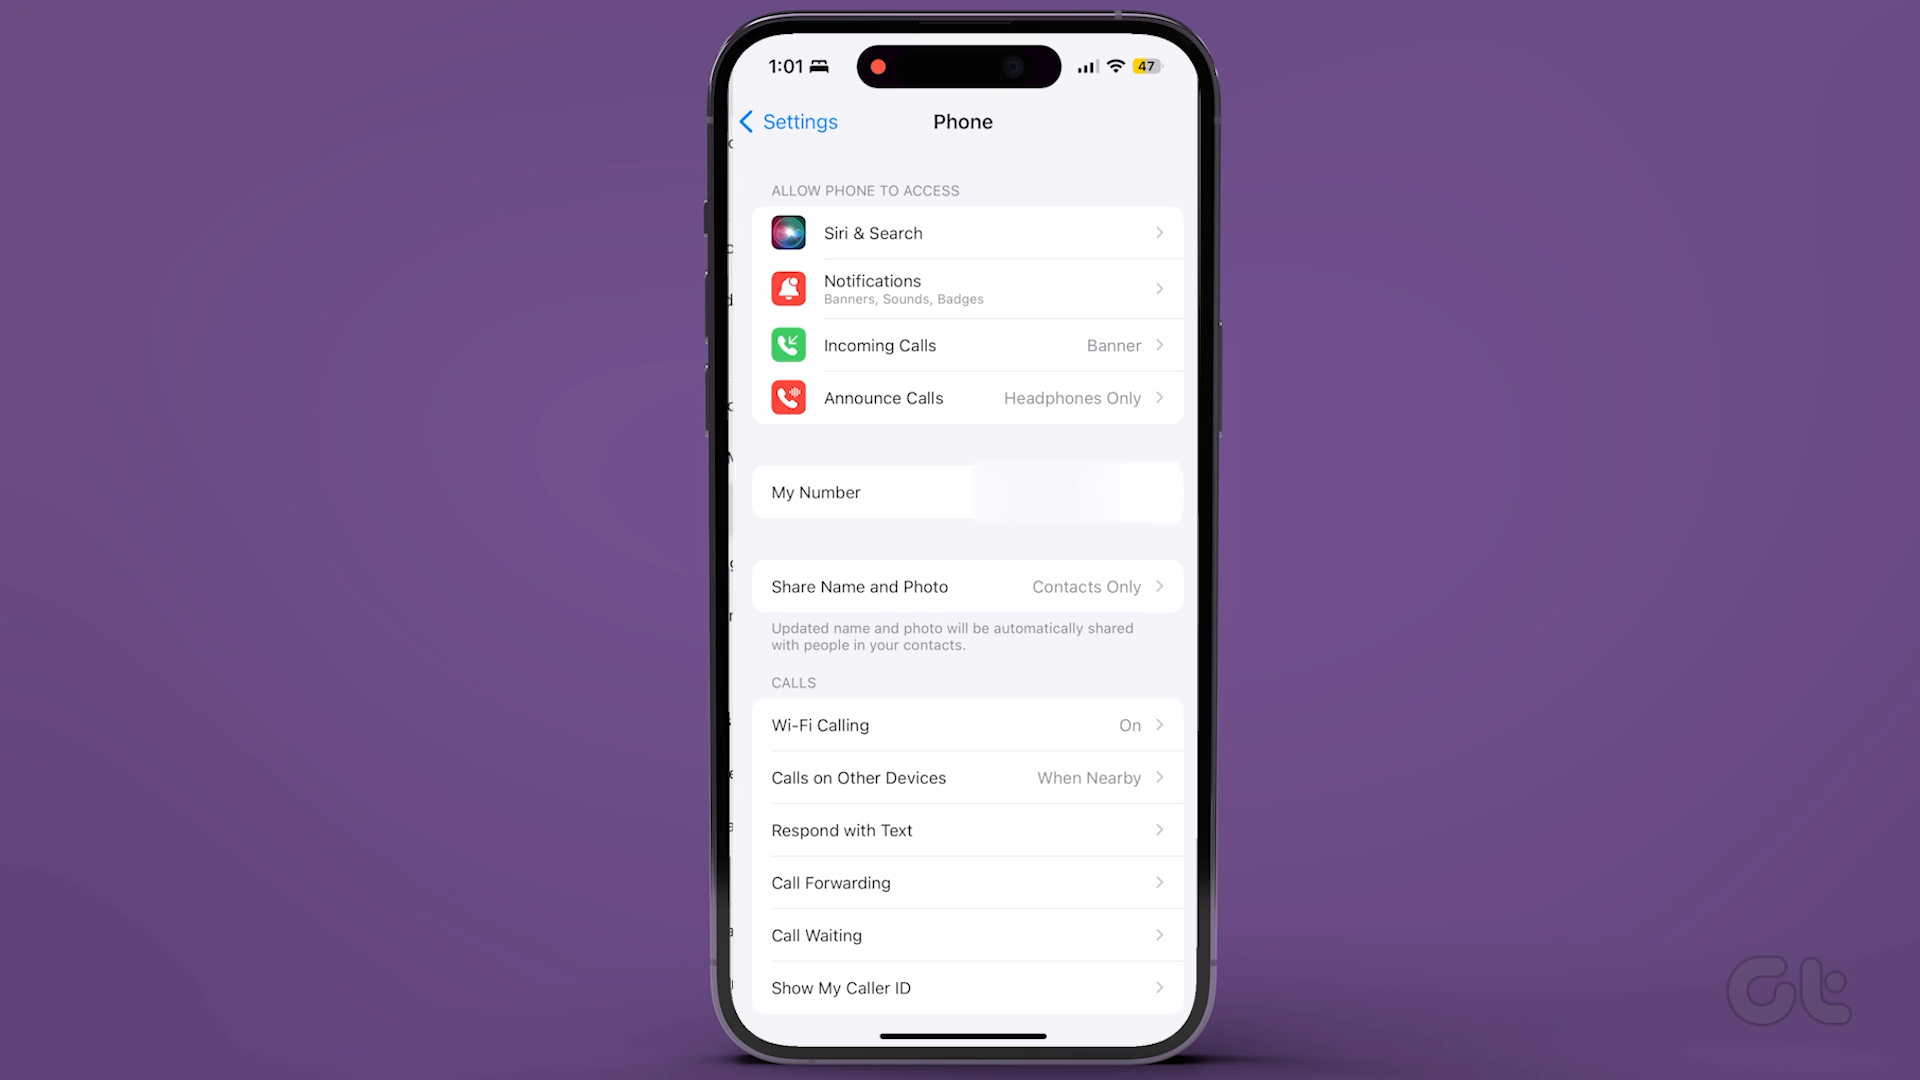 1:01
47
Settings
Phone
ALLOW PHONE TO ACCESS
Siri & Search
Notifications
Banners, Sounds, Badges
Incoming Calls Banner
Announce Calls Headphones Only
My Number
Share Name and Photo Contacts Only
Updated name and photo will be automatically shared
with people in your contacts.
CALLS
Wi-Fi Calling On
Calls on Other Devices When Nearby
Respond with Text
Call Forwarding
Call Waiting
Show My Caller ID
Gt